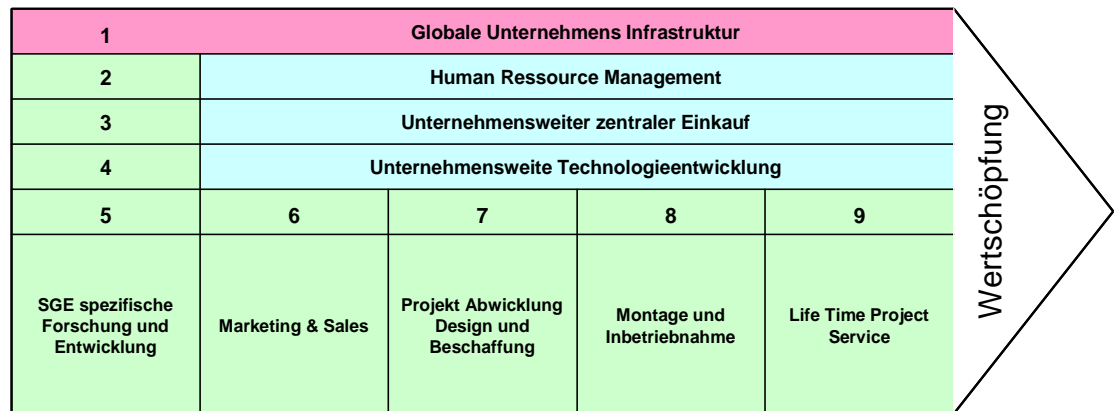 1 Globale Unternehmens Infrastruktur
2 Human Ressource Management
3 Unternehmensweiter zentraler Einkauf
4 Unternehmensweite Technologieentwicklung
5 6 7 8 9
SGE spezifische
Forschung und
Entwicklung
Marketing & Sales
Projekt Abwicklung
Design und
Beschaffung
Montage und
Inbetriebnahme
Life Time Project
Service
Wertschöpfung